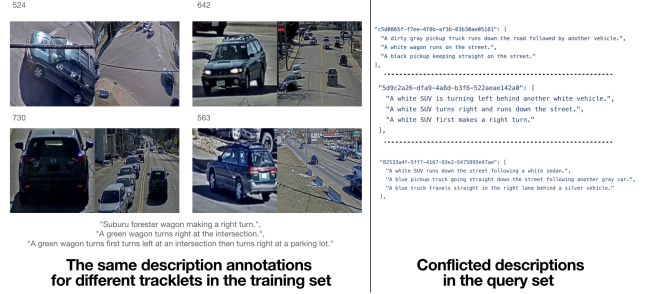 524
642
730
563
"Suburu forester wagon making a right turn.",
"A green wagon turns right at the intersection.",
"A green wagon turns first turns left at an intersection then turns right at a parking lot."
The same description annotations
for different tracklets in the training set
"c5d0865f-f7ee-4f8b-af3b-83b30ae05181": [
"A dirty gray pickup truck runs down the road followed by another vehicle.",
"A white wagon runs on the street.",
"A black pickup keeping straight on the street."
],
"5d9c2a26-dfa9-4a8d-b3f6-522aeae142a0": [
"A white SUV is turning left behind another white vehicle.",
"A white SUV turns right and runs down the street.",
"A white SUV first makes a right turn."
],
"82533a4f-5ff7-4167-93e2-5475895e47ae": [
"A white SUV runs down the street following a white sedan.",
"A blue pickup truck going straight down the street following another gray car.",
"A blue truck travels straight in the right lane behind a silver vehicle."
],
Conflicted descriptions
in the query set